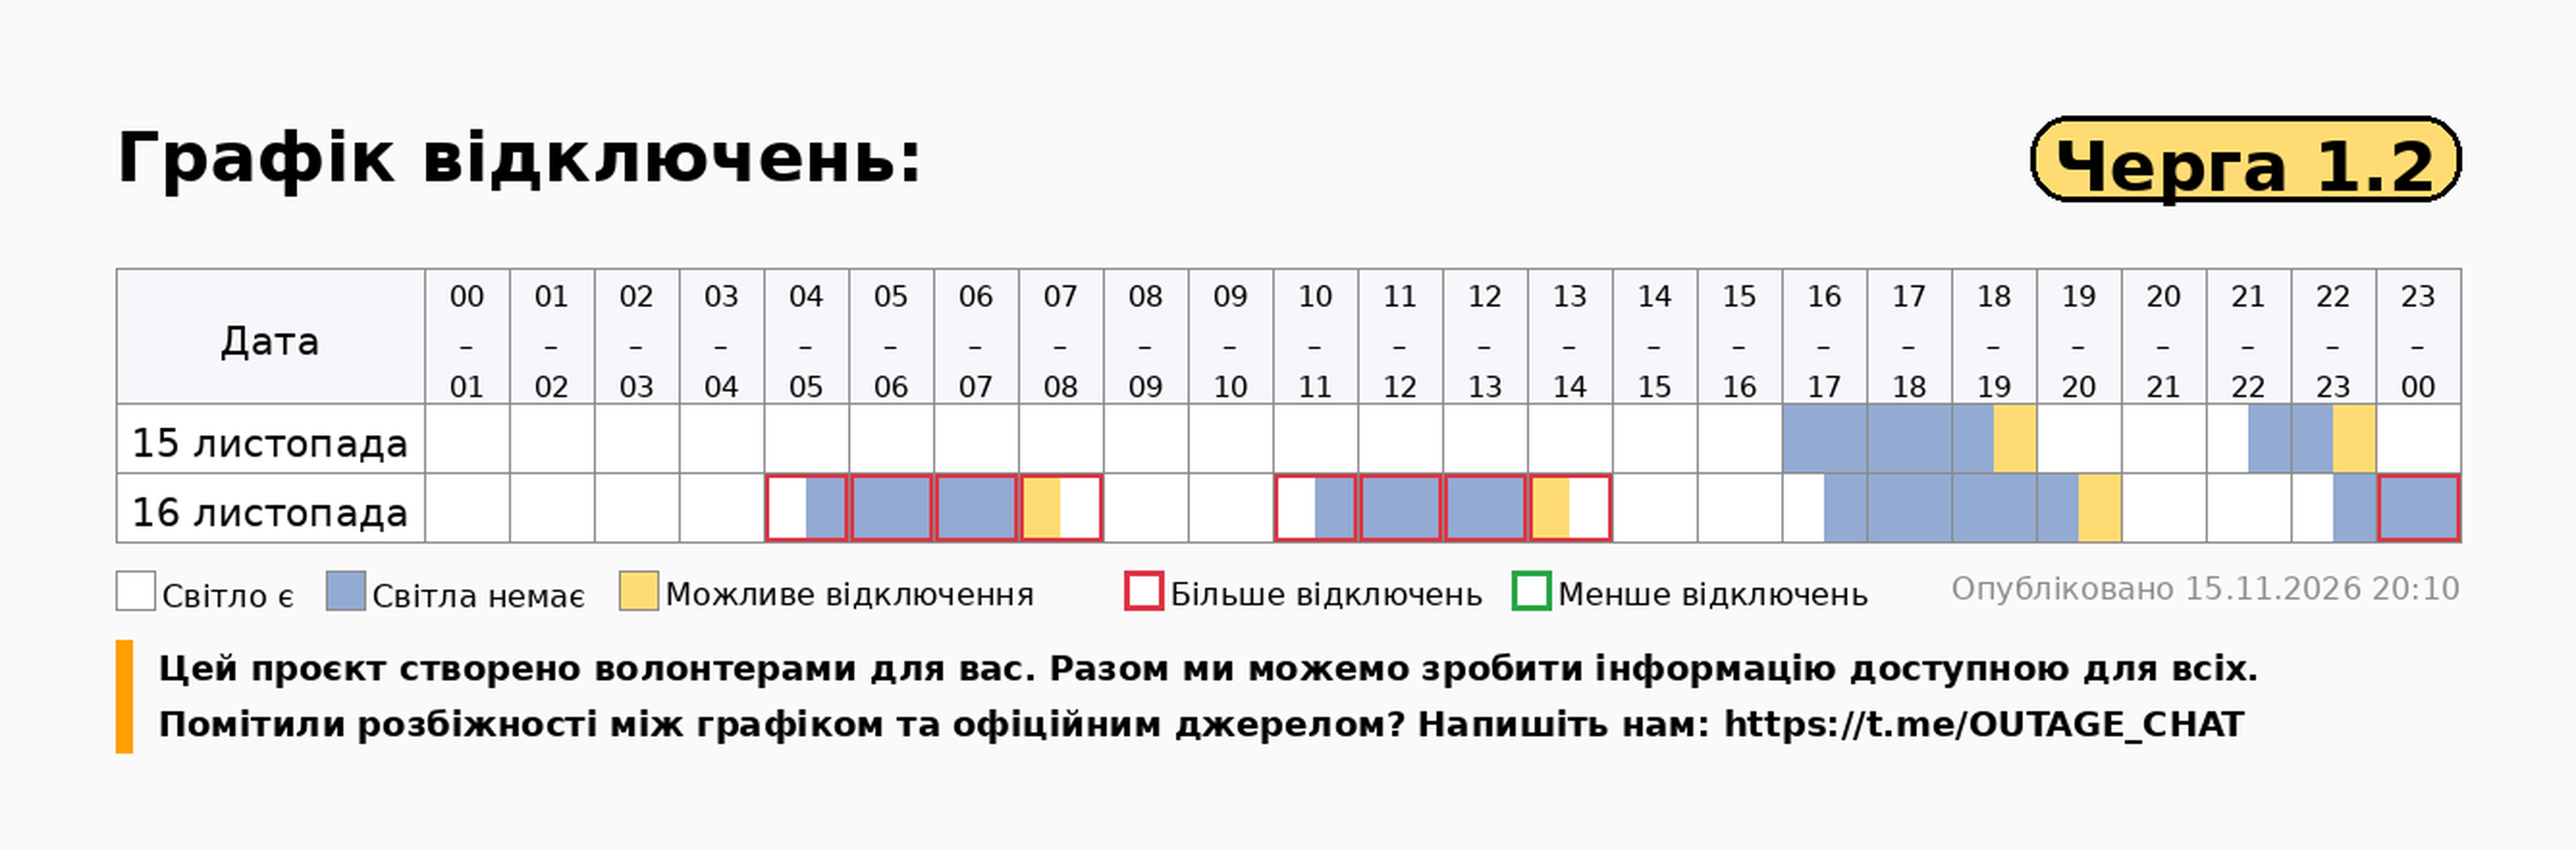 Графік відключень:
Черга 1.2
Дата
00 – 01
01 – 02
02 – 03
03 – 04
04 – 05
05 – 06
06 – 07
07 – 08
08 – 09
09 – 10
10 – 11
11 – 12
12 – 13
13 – 14
14 – 15
15 – 16
16 – 17
17 – 18
18 – 19
19 – 20
20 – 21
21 – 22
22 – 23
23 – 00
15 листопада
16 листопада
Світло є
Світла немає
Можливе відключення
Більше відключень
Менше відключень
Опубліковано 15.11.2026 20:10
Цей проєкт створено волонтерами для вас. Разом ми можемо зробити інформацію доступною для всіх.
Помітили розбіжності між графіком та офіційним джерелом? Напишіть нам: https://t.me/OUTAGE_CHAT